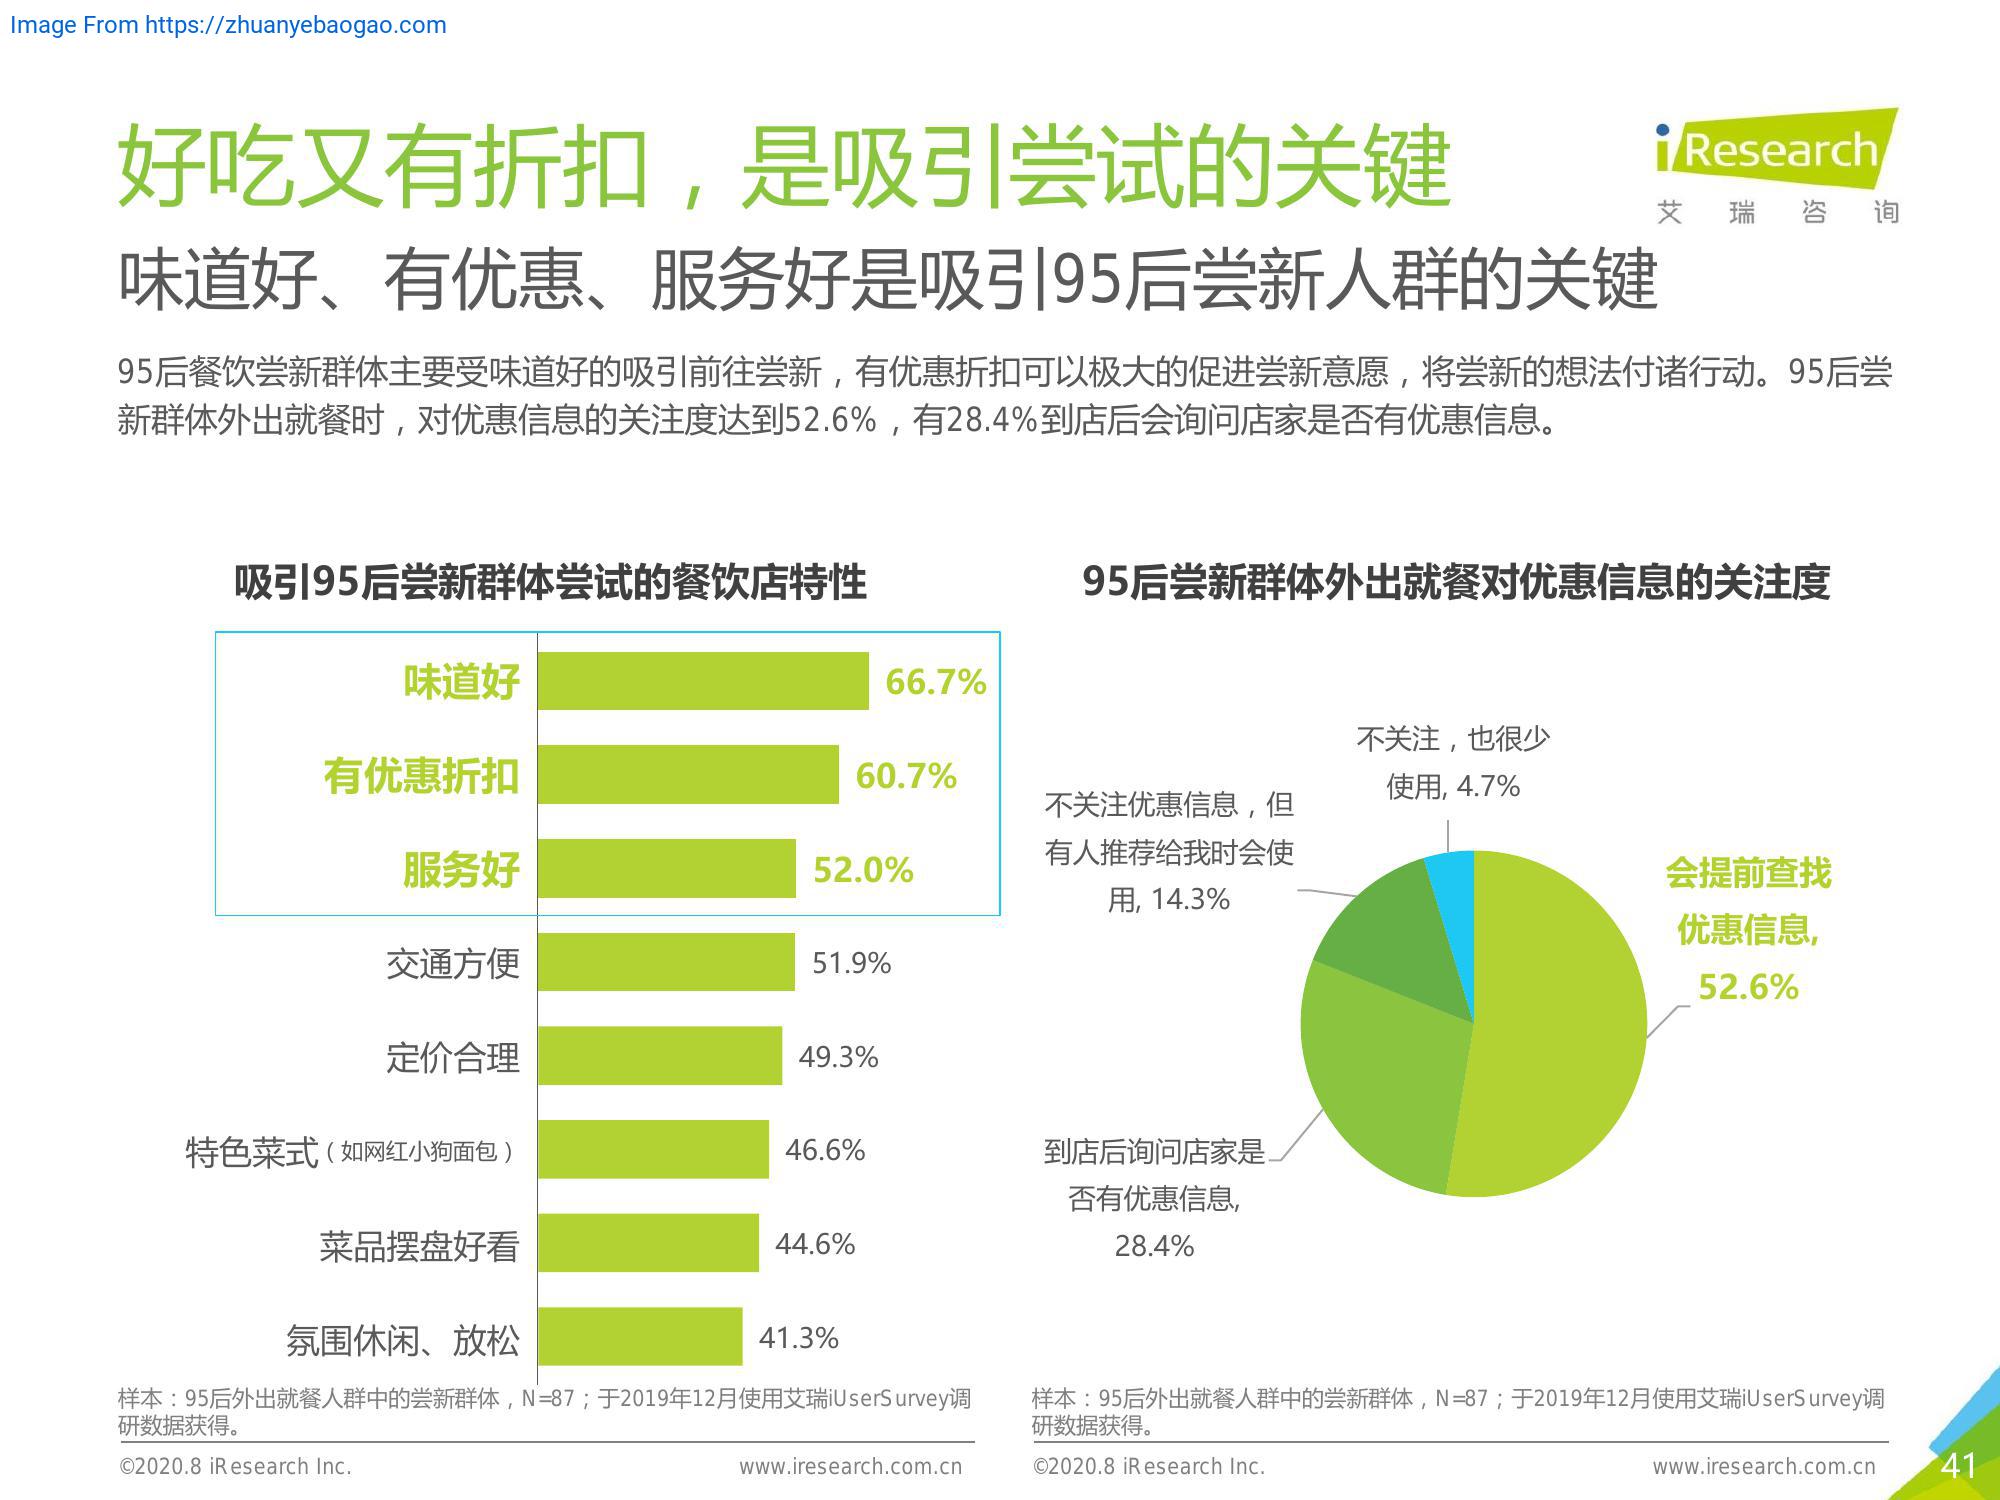 Image From https://zhuanyebaogao.com
好吃又有折扣，是吸引尝试的关键
iResearch
艾瑞咨询
味道好、有优惠、服务好是吸引95后尝新人群的关键
95后餐饮尝新群体主要受味道好的吸引前往尝新，有优惠折扣可以极大的促进尝新意愿，将尝新的想法付诸行动。95后尝
新群体外出就餐时，对优惠信息的关注度达到52.6%，有28.4%到店后会询问店家是否有优惠信息。
吸引95后尝新群体尝试的餐饮店特性
味道好 66.7%
有优惠折扣 60.7%
服务好 52.0%
交通方便 51.9%
定价合理 49.3%
特色菜式（如网红小狗面包） 46.6%
菜品摆盘好看 44.6%
氛围休闲、放松 41.3%
样本：95后外出就餐人群中的尝新群体，N=87；于2019年12月使用艾瑞iUserSurvey调
研数据获得。
©2020.8 iResearch Inc. www.iresearch.com.cn
95后尝新群体外出就餐对优惠信息的关注度
不关注，也很少
使用, 4.7%
不关注优惠信息，但
有人推荐给我时会使
用, 14.3%
会提前查找
优惠信息,
52.6%
到店后询问店家是
否有优惠信息,
28.4%
样本：95后外出就餐人群中的尝新群体，N=87；于2019年12月使用艾瑞iUserSurvey调
研数据获得。
©2020.8 iResearch Inc. www.iresearch.com.cn
41